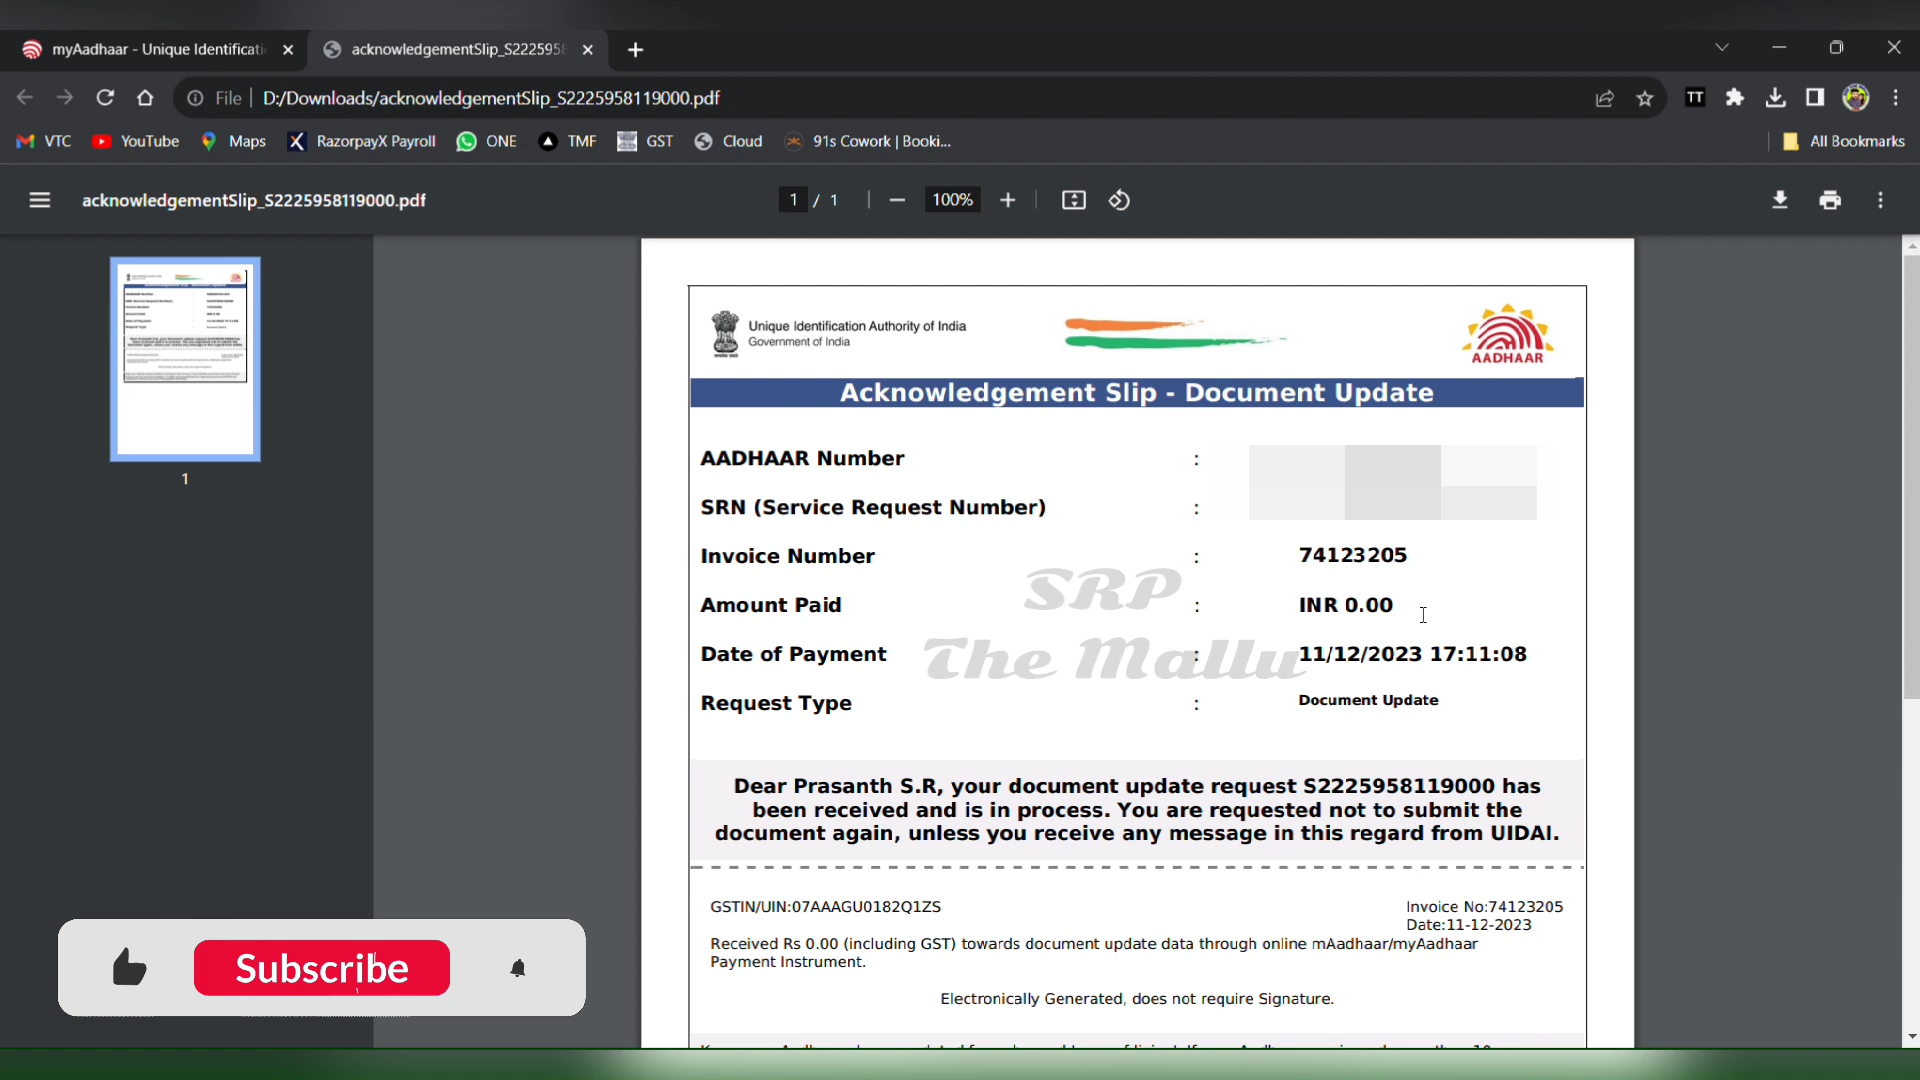 myAadhaar - Unique Identificati
acknowledgementSlip_S222595
File
D:/Downloads/acknowledgementSlip_S2225958119000.pdf
TT
VTC
YouTube
Maps
RazorpayX Payroll
ONE
TMF
GST
Cloud
91s Cowork | Booki...
All Bookmarks
acknowledgementSlip_S2225958119000.pdf
1 / 1
100%
1
Unique Identification Authority of India
Government of India
AADHAAR
Acknowledgement Slip - Document Update
AADHAAR Number :
SRN (Service Request Number) :
Invoice Number : 74123205
Amount Paid : INR 0.00
Date of Payment : 11/12/2023 17:11:08
Request Type : Document Update
SRP
The Mallu
Dear Prasanth S.R, your document update request S2225958119000 has
been received and is in process. You are requested not to submit the
document again, unless you receive any message in this regard from UIDAI.
GSTIN/UIN:07AAAGU0182Q1ZS
Invoice No:74123205
Date:11-12-2023
Received Rs 0.00 (including GST) towards document update data through online mAadhaar/myAadhaar
Payment Instrument.
Electronically Generated, does not require Signature.
Subscribe